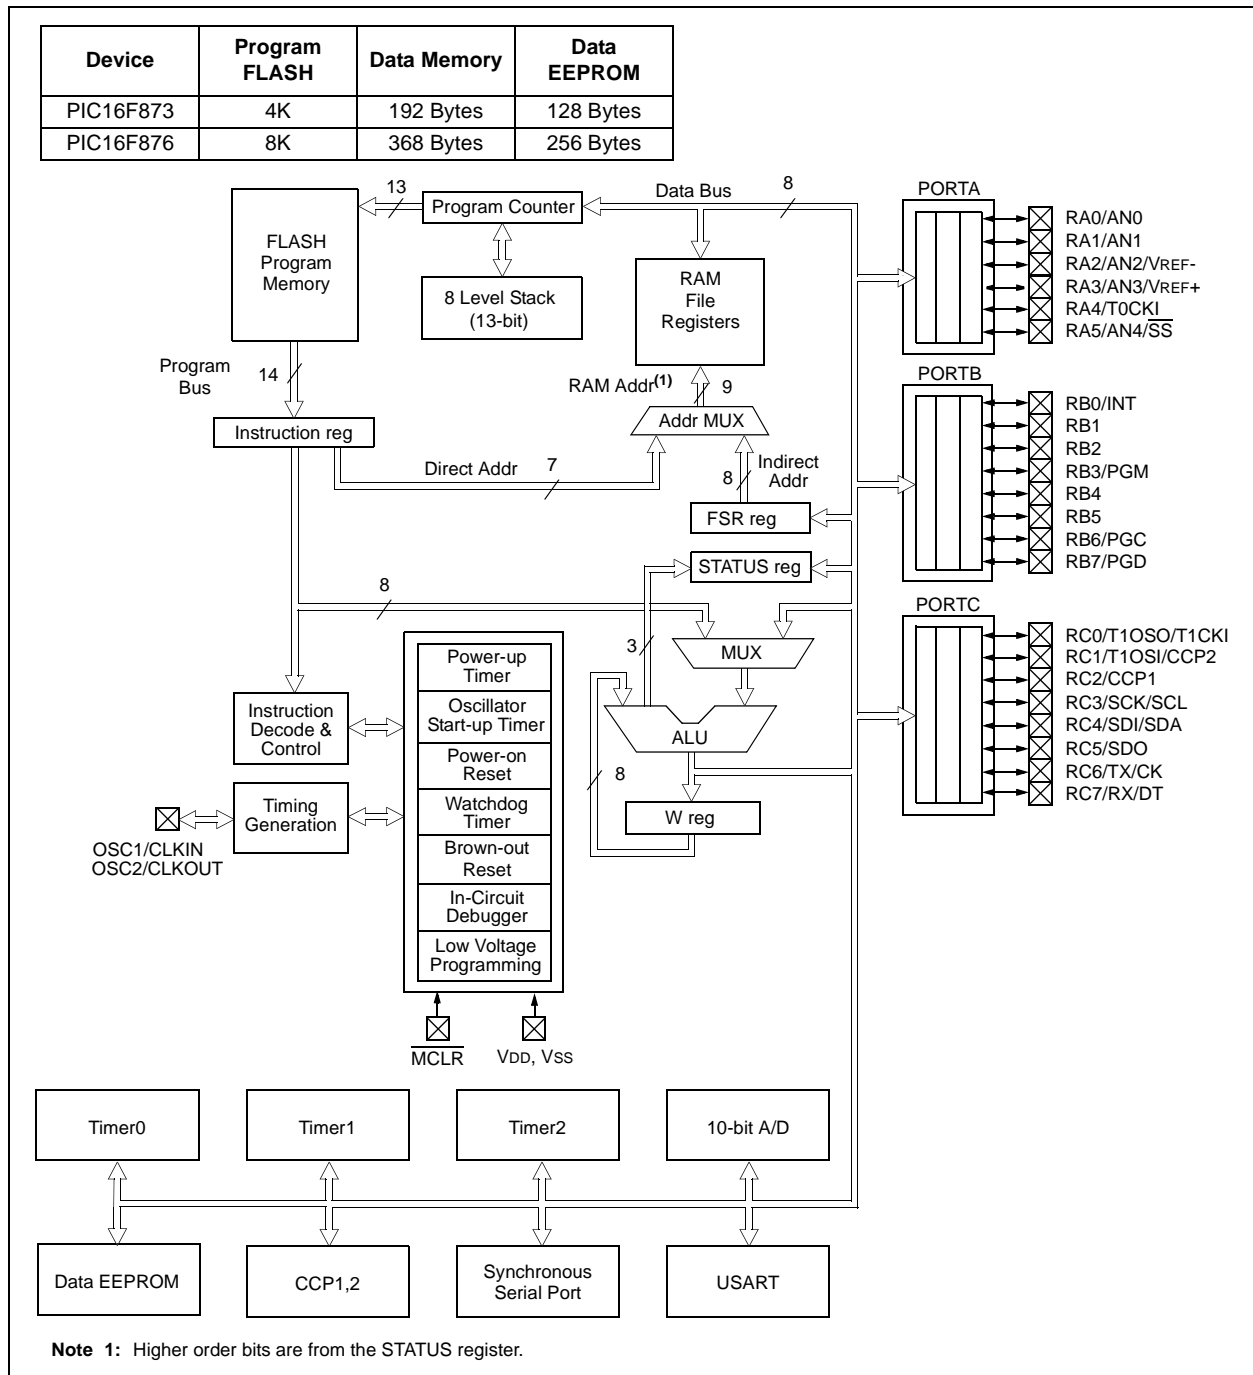 Device Program FLASH Data Memory Data EEPROM
PIC16F873 4K 192 Bytes 128 Bytes
PIC16F876 8K 368 Bytes 256 Bytes
13
Program Counter
Data Bus
8
FLASH
Program
Memory
8 Level Stack
(13-bit)
RAM
File
Registers
Program
Bus
14
RAM Addr(1)
9
Addr MUX
Instruction reg
Direct Addr
7
8
Indirect
Addr
FSR reg
STATUS reg
8
3
MUX
ALU
8
W reg
Power-up
Timer
Oscillator
Start-up Timer
Power-on
Reset
Watchdog
Timer
Brown-out
Reset
In-Circuit
Debugger
Low Voltage
Programming
Instruction
Decode &
Control
Timing
Generation
OSC1/CLKIN
OSC2/CLKOUT
MCLR
VDD, VSS
PORTA
RA0/AN0
RA1/AN1
RA2/AN2/VREF-
RA3/AN3/VREF+
RA4/T0CKI
RA5/AN4/SS
PORTB
RB0/INT
RB1
RB2
RB3/PGM
RB4
RB5
RB6/PGC
RB7/PGD
PORTC
RC0/T1OSO/T1CKI
RC1/T1OSI/CCP2
RC2/CCP1
RC3/SCK/SCL
RC4/SDI/SDA
RC5/SDO
RC6/TX/CK
RC7/RX/DT
Timer0
Timer1
Timer2
10-bit A/D
Data EEPROM
CCP1,2
Synchronous
Serial Port
USART
Note 1: Higher order bits are from the STATUS register.